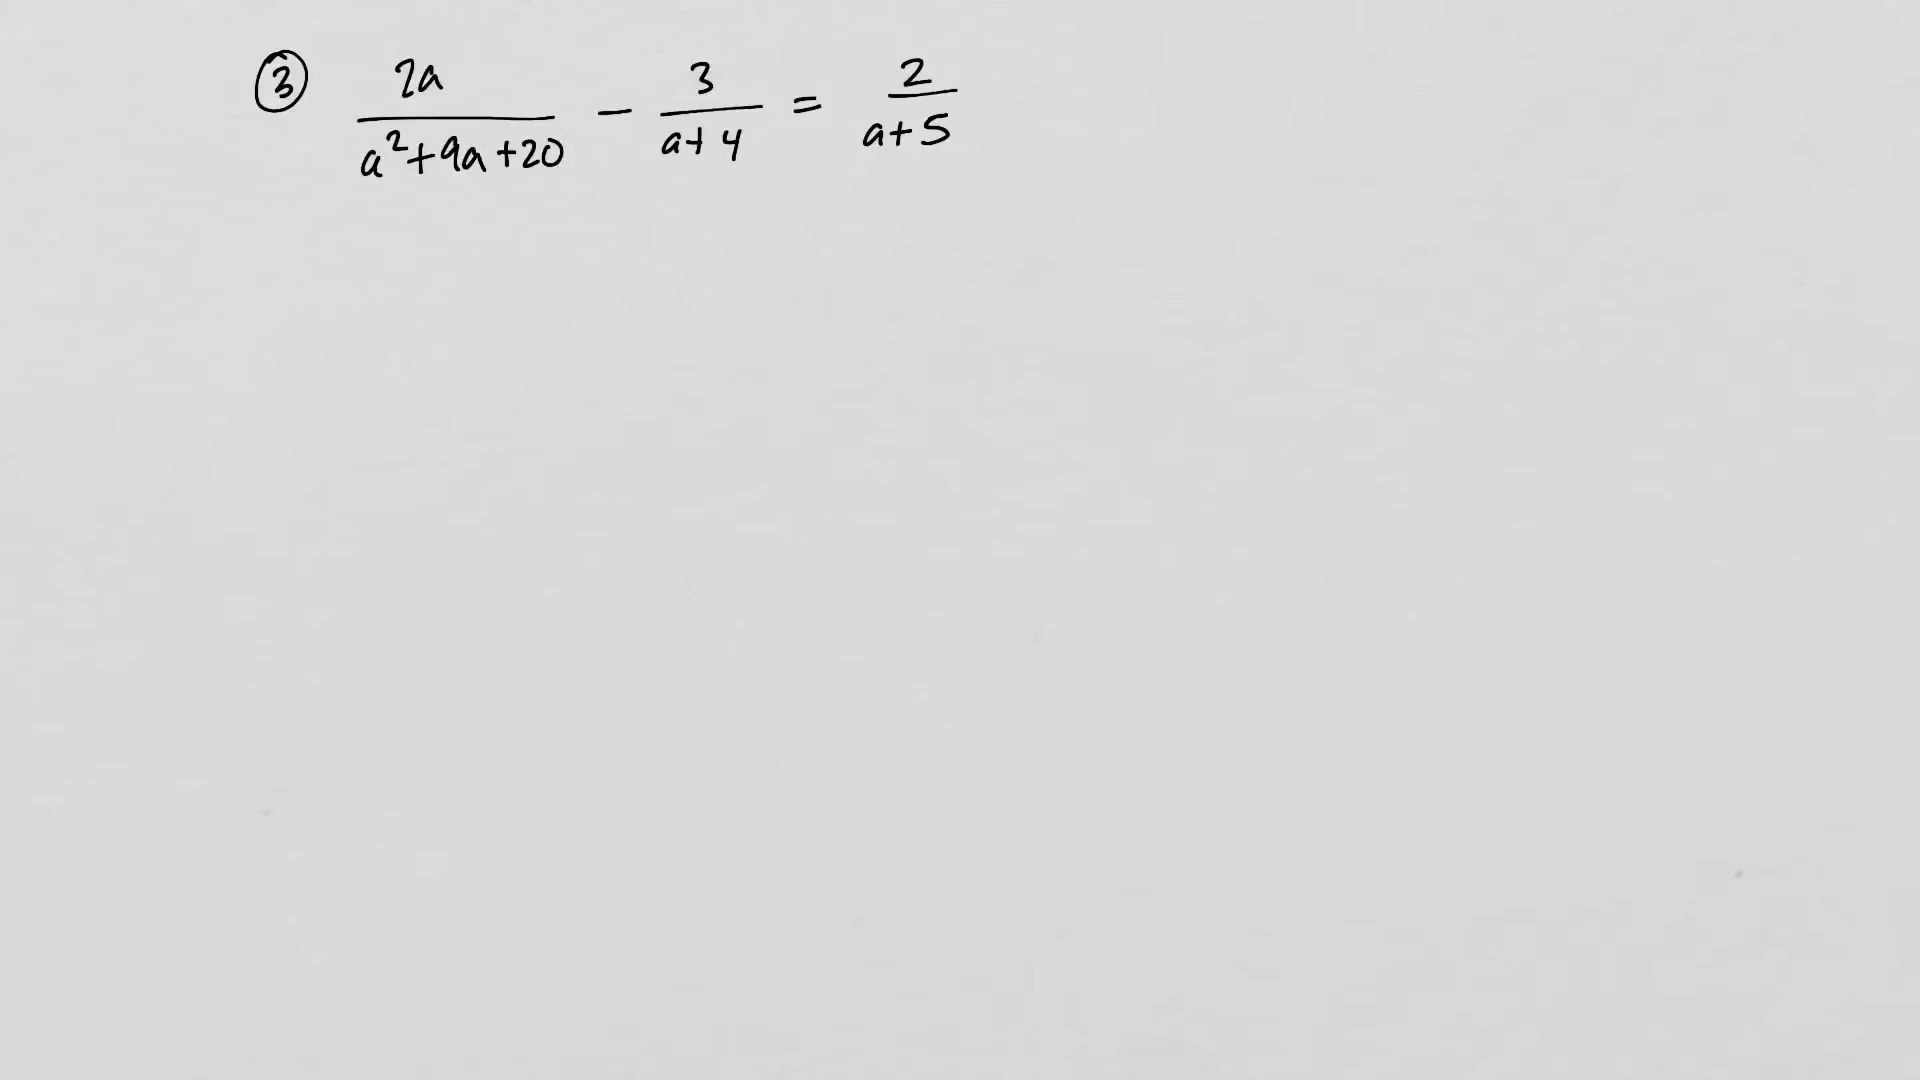 ③ 2a/(a²+9a+20) - 3/(a+4) = 2/(a+5)